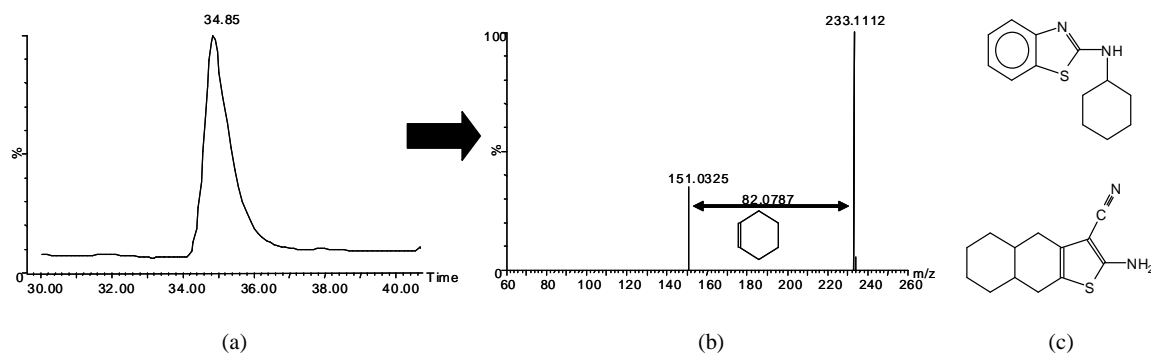 34.85
%
0
30.00 32.00 34.00 36.00 38.00 40.00
Time
(a)
233.1112
100
%
151.0325
82.0787
0
60 80 100 120 140 160 180 200 220 240 260
m/z
(b)
N
NH
S
N
C
NH2
S
(c)